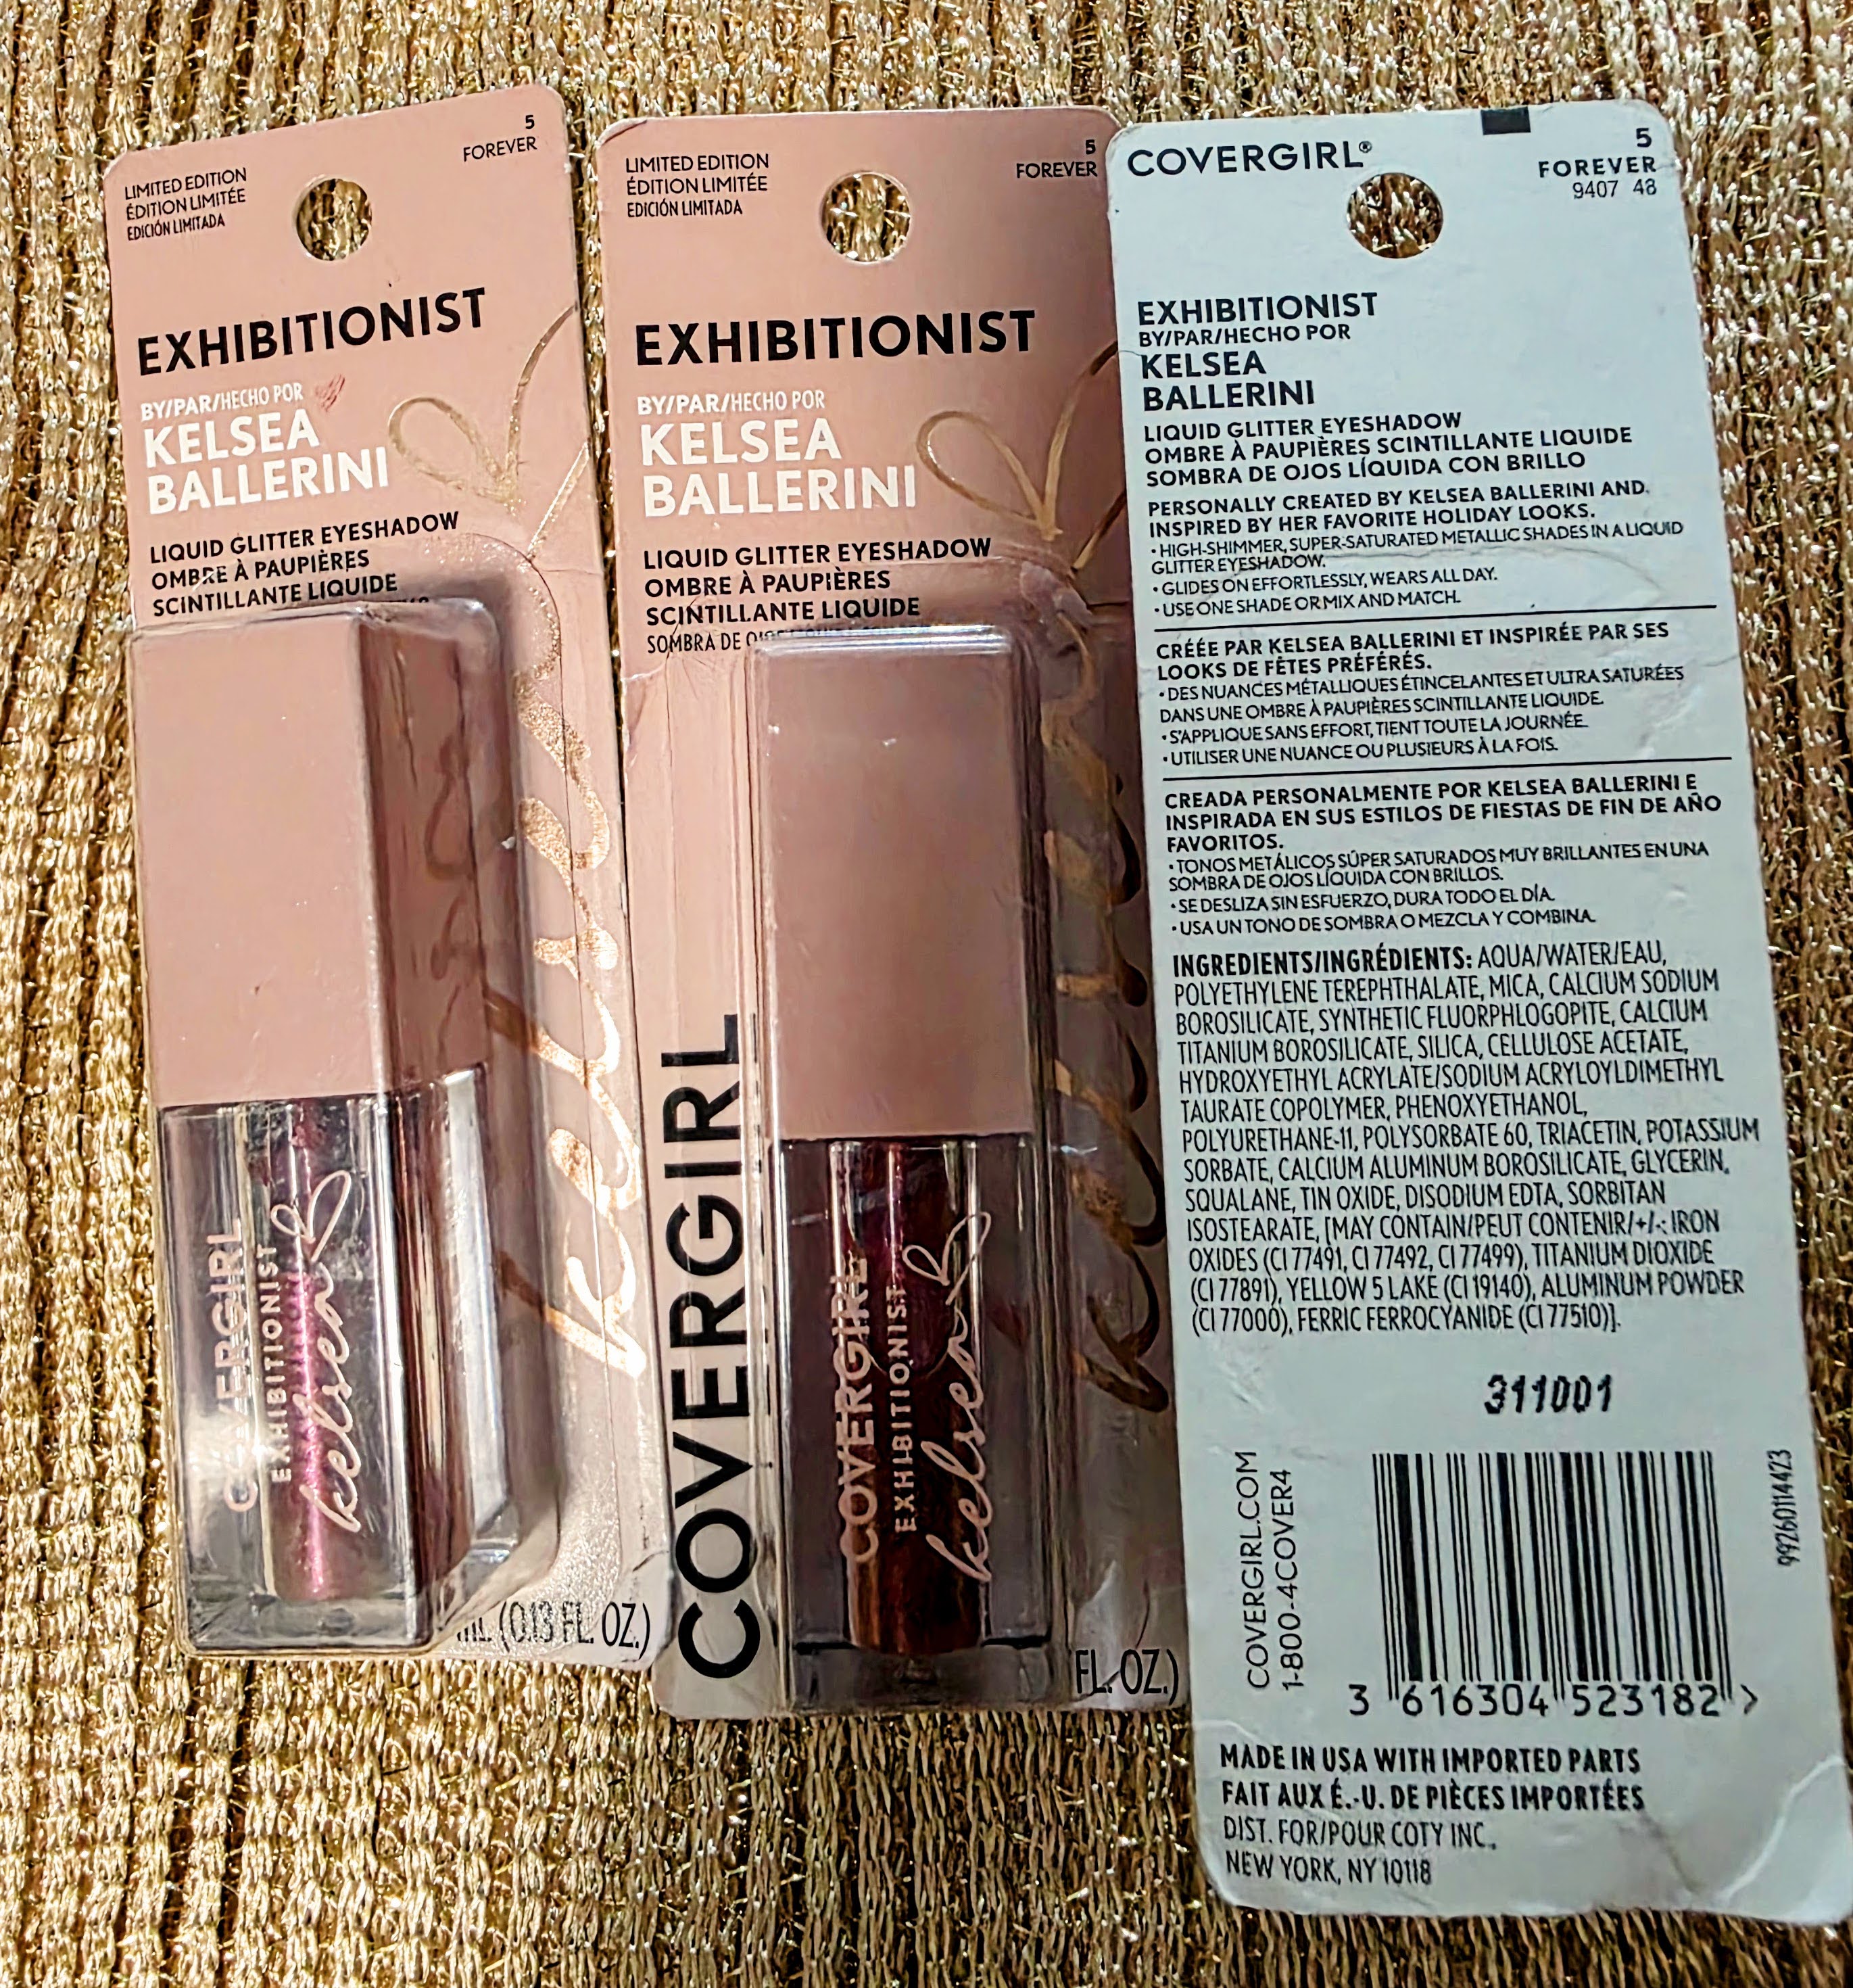 5
FOREVER
LIMITED EDITION
ÉDITION LIMITÉE
EDICIÓN LIMITADA
EXHIBITIONIST
BY/PAR/HECHO POR
KELSEA
BALLERINI
LIQUID GLITTER EYESHADOW
OMBRE À PAUPIÈRES
SCINTILLANTE LIQUIDE
kelsea
COVERGIRL
EXHIBITIONIST
kelsea
mL (0.13 FL. OZ.)
5
FOREVER
LIMITED EDITION
ÉDITION LIMITÉE
EDICIÓN LIMITADA
EXHIBITIONIST
BY/PAR/HECHO POR
KELSEA
BALLERINI
LIQUID GLITTER EYESHADOW
OMBRE À PAUPIÈRES
SCINTILLANTE LIQUIDE
SOMBRA DE
kelsea
COVERGIRL
COVERGIRL
EXHIBITIONIST
kelsea
FL. OZ.)
COVERGIRL®
5
FOREVER
9407 48
EXHIBITIONIST
BY/PAR/HECHO POR
KELSEA
BALLERINI
LIQUID GLITTER EYESHADOW
OMBRE À PAUPIÈRES SCINTILLANTE LIQUIDE
SOMBRA DE OJOS LÍQUIDA CON BRILLO
PERSONALLY CREATED BY KELSEA BALLERINI AND
INSPIRED BY HER FAVORITE HOLIDAY LOOKS.
• HIGH-SHIMMER, SUPER-SATURATED METALLIC SHADES IN A LIQUID
GLITTER EYESHADOW.
• GLIDES ON EFFORTLESSLY, WEARS ALL DAY.
• USE ONE SHADE OR MIX AND MATCH.
CRÉÉE PAR KELSEA BALLERINI ET INSPIRÉE PAR SES
LOOKS DE FÊTES PRÉFÉRÉS.
• DES NUANCES MÉTALLIQUES ÉTINCELANTES ET ULTRA SATURÉES
DANS UNE OMBRE À PAUPIÈRES SCINTILLANTE LIQUIDE.
• S'APPLIQUE SANS EFFORT, TIENT TOUTE LA JOURNÉE.
• UTILISER UNE NUANCE OU PLUSIEURS À LA FOIS.
CREADA PERSONALMENTE POR KELSEA BALLERINI E
INSPIRADA EN SUS ESTILOS DE FIESTAS DE FIN DE AÑO
FAVORITOS.
• TONOS METÁLICOS SÚPER SATURADOS MUY BRILLANTES EN UNA
SOMBRA DE OJOS LÍQUIDA CON BRILLOS.
• SE DESLIZA SIN ESFUERZO, DURA TODO EL DÍA.
• USA UN TONO DE SOMBRA O MEZCLA Y COMBINA.
INGREDIENTS/INGRÉDIENTS: AQUA/WATER/EAU,
POLYETHYLENE TEREPHTHALATE, MICA, CALCIUM SODIUM
BOROSILICATE, SYNTHETIC FLUORPHLOGOPITE, CALCIUM
TITANIUM BOROSILICATE, SILICA, CELLULOSE ACETATE,
HYDROXYETHYL ACRYLATE/SODIUM ACRYLOYLDIMETHYL
TAURATE COPOLYMER, PHENOXYETHANOL,
POLYURETHANE-11, POLYSORBATE 60, TRIACETIN, POTASSIUM
SORBATE, CALCIUM ALUMINUM BOROSILICATE, GLYCERIN,
SQUALANE, TIN OXIDE, DISODIUM EDTA, SORBITAN
ISOSTEARATE, [MAY CONTAIN/PEUT CONTENIR/+/-: IRON
OXIDES (CI 77491, CI 77492, CI 77499), TITANIUM DIOXIDE
(CI 77891), YELLOW 5 LAKE (CI 19140), ALUMINUM POWDER
(CI 77000), FERRIC FERROCYANIDE (CI 77510)].
311001
COVERGIRL.COM
1-800-4COVER4
99260114423
3 616304 523182 >
MADE IN USA WITH IMPORTED PARTS
FAIT AUX É.-U. DE PIÈCES IMPORTÉES
DIST. FOR/POUR COTY INC.
NEW YORK, NY 10118